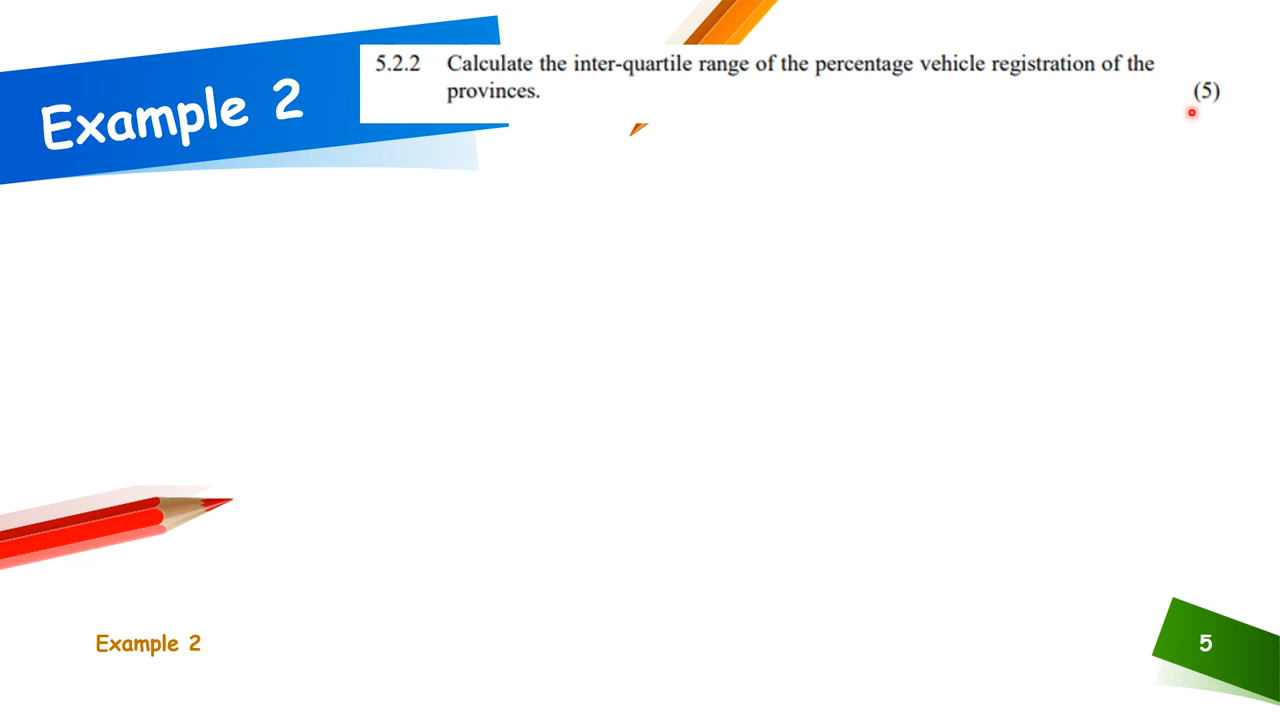 Example 2
5.2.2 Calculate the inter-quartile range of the percentage vehicle registration of the
provinces.
(5)
Example 2
5